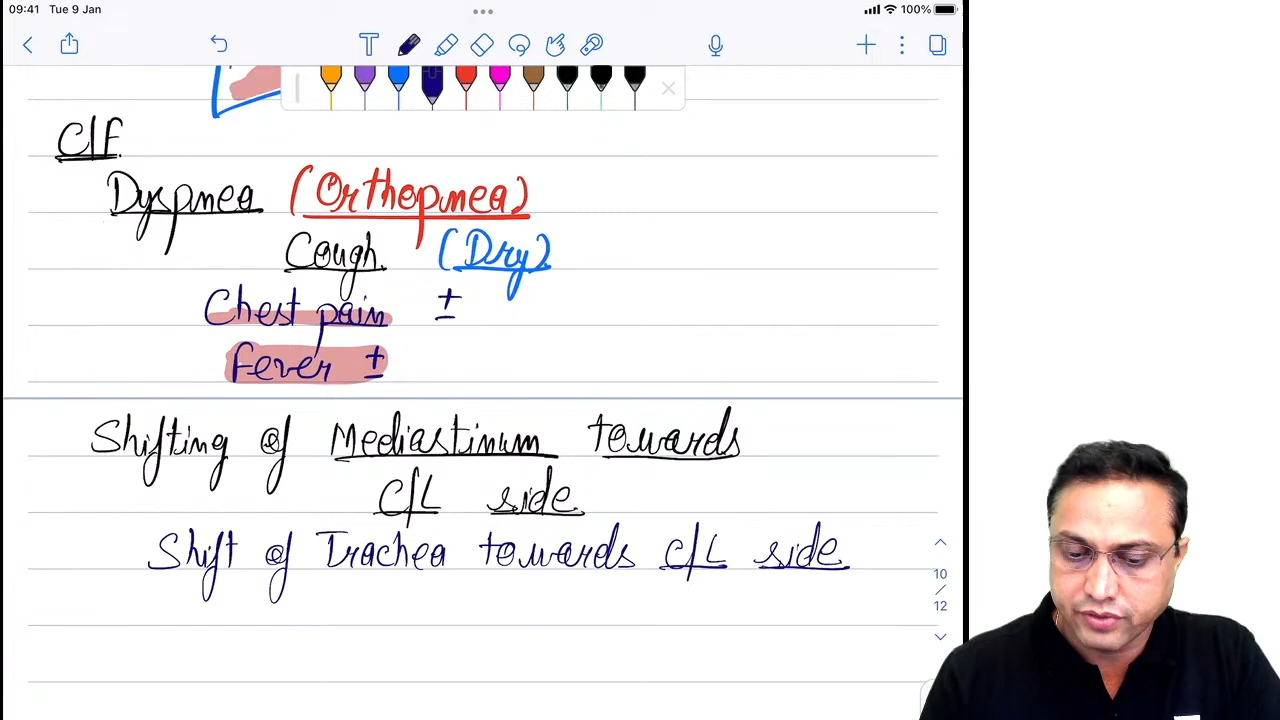 09:41 Tue 9 Jan
100%
T
C/F
Dyspnea (Orthopnea)
Cough (Dry)
Chest pain ±
Fever ±
Shifting of Mediastinum towards
C/L side
Shift of Trachea towards C/L side
10
/
12